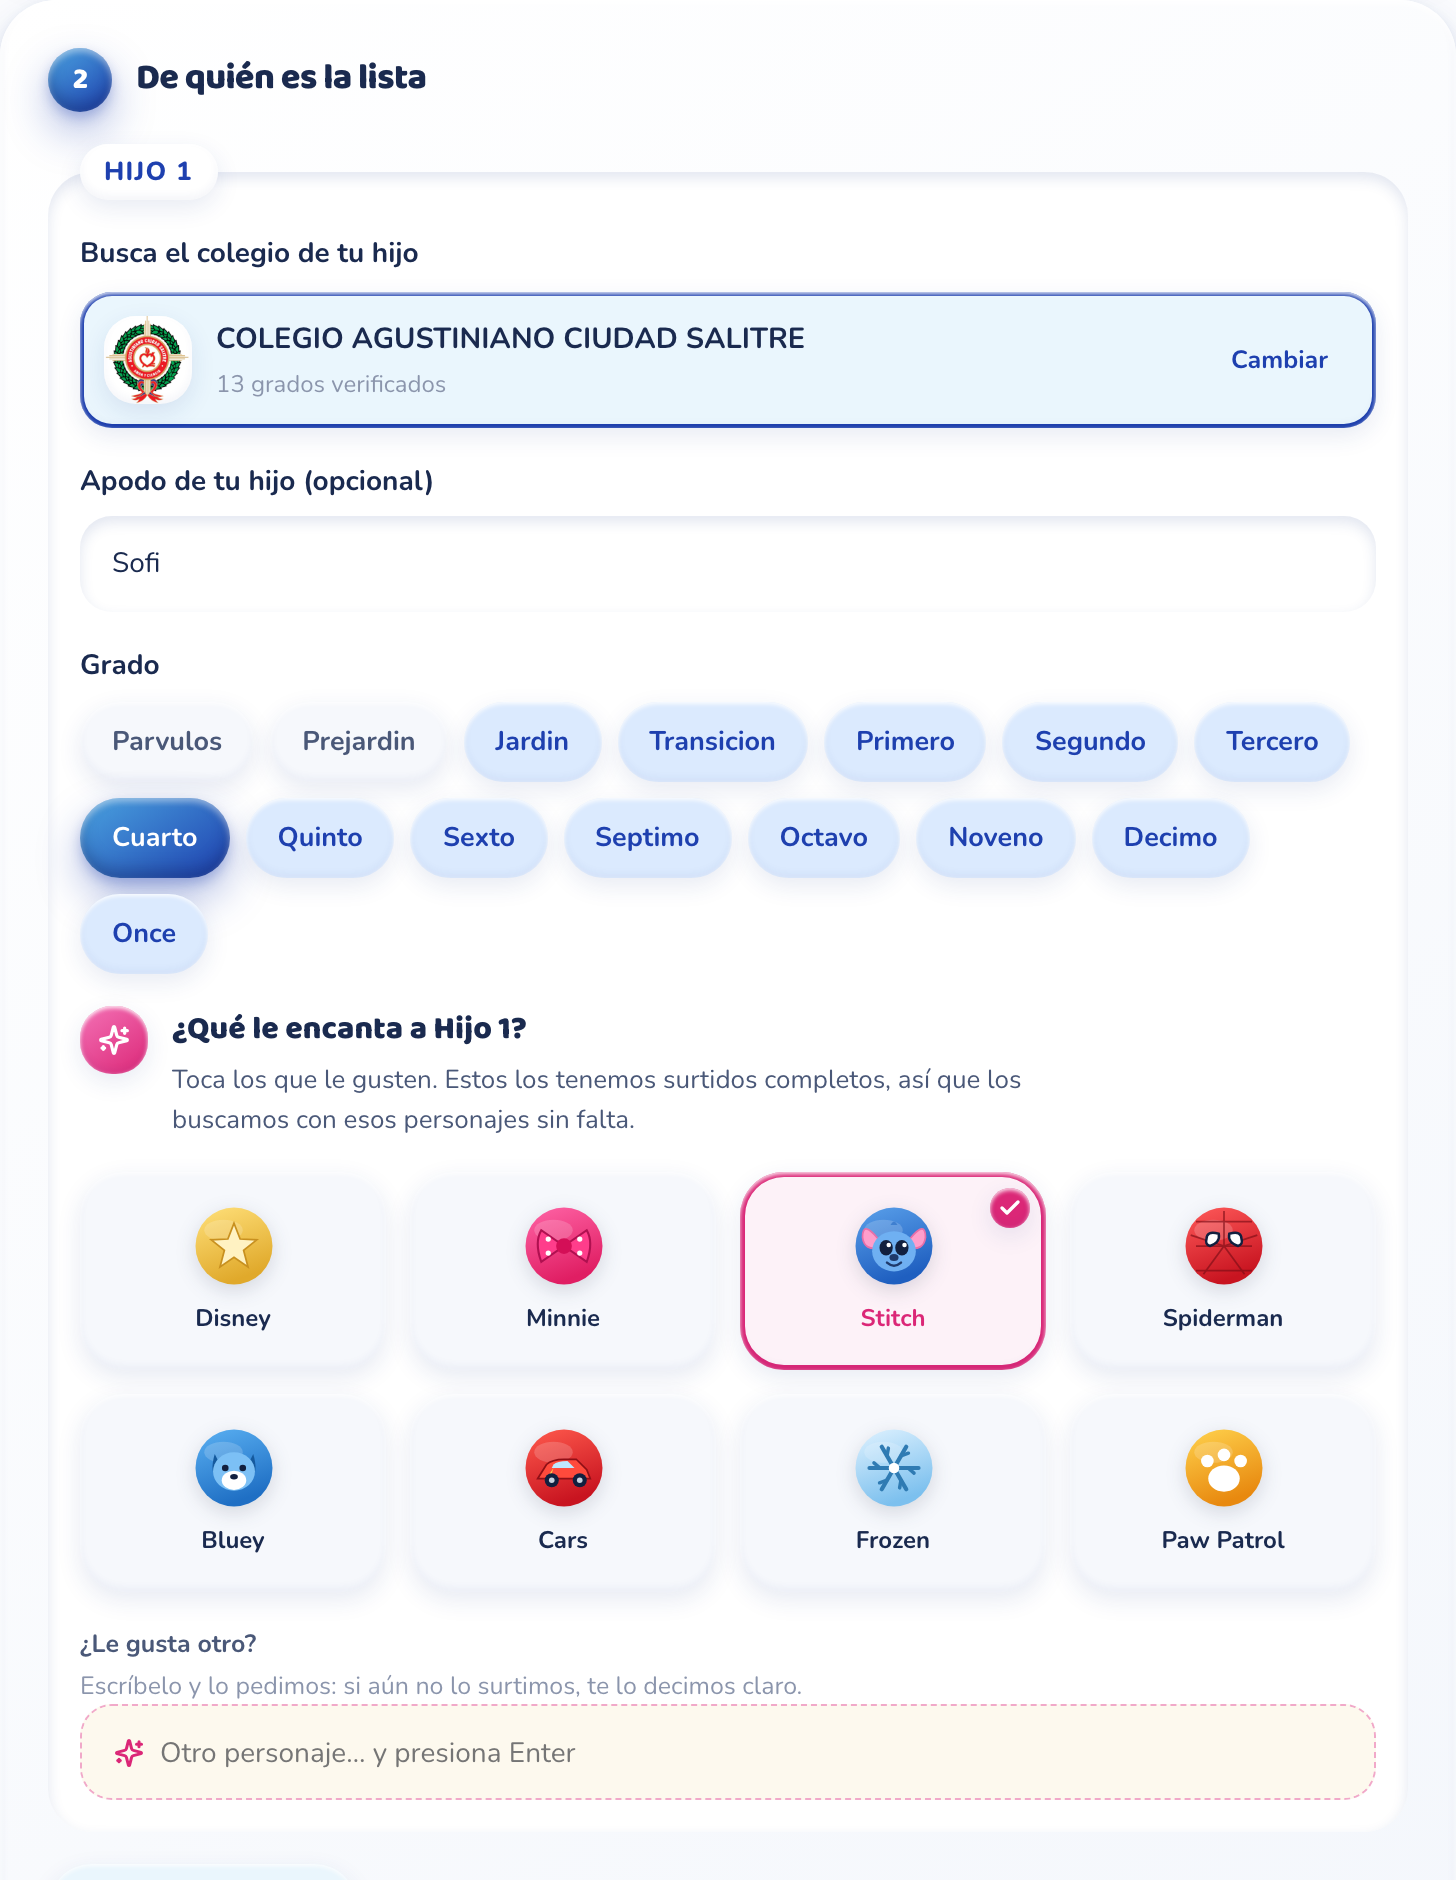 2
De quién es la lista
HIJO 1
Busca el colegio de tu hijo
COLEGIO AGUSTINIANO CIUDAD SALITRE
13 grados verificados
Cambiar
Apodo de tu hijo (opcional)
Sofi
Grado
Parvulos Prejardin Jardin Transicion Primero Segundo Tercero
Cuarto Quinto Sexto Septimo Octavo Noveno Decimo
Once
¿Qué le encanta a Hijo 1?
Toca los que le gusten. Estos los tenemos surtidos completos, así que los
buscamos con esos personajes sin falta.
Disney Minnie Stitch Spiderman
Bluey Cars Frozen Paw Patrol
¿Le gusta otro?
Escríbelo y lo pedimos: si aún no lo surtimos, te lo decimos claro.
Otro personaje... y presiona Enter